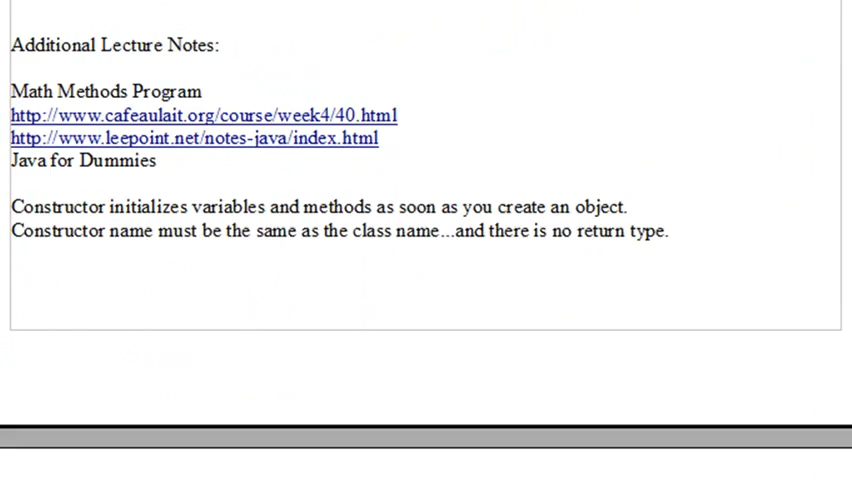 Additional Lecture Notes:
Math Methods Program
http://www.cafeaulait.org/course/week4/40.html
http://www.leepoint.net/notes-java/index.html
Java for Dummies
Constructor initializes variables and methods as soon as you create an object.
Constructor name must be the same as the class name...and there is no return type.